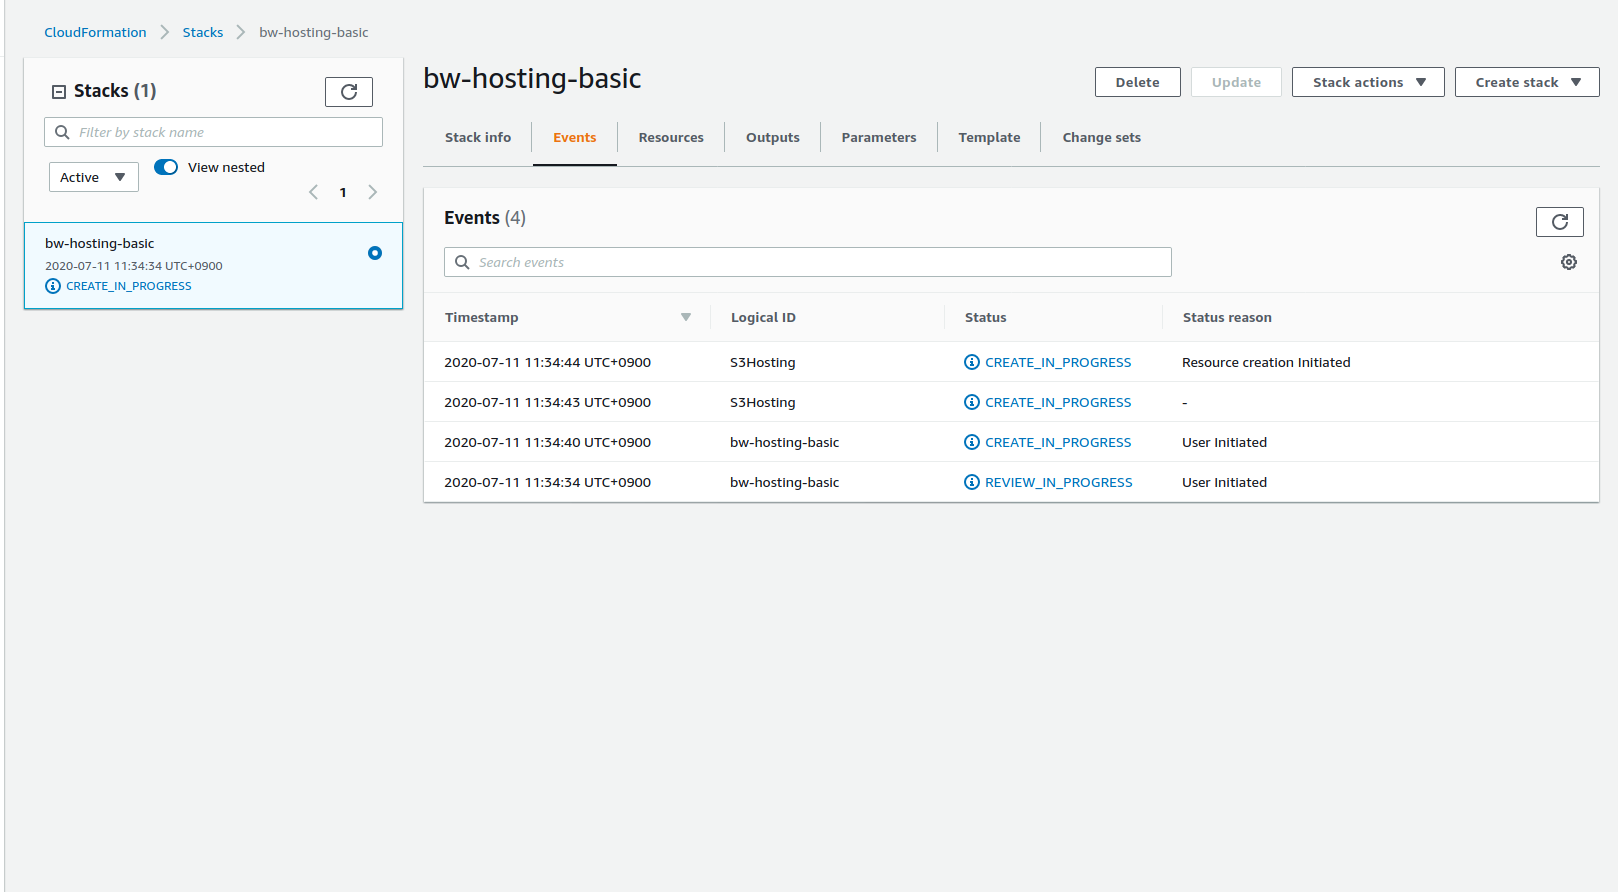 CloudFormation > Stacks > bw-hosting-basic
Stacks (1)
Filter by stack name
Active
View nested
1
bw-hosting-basic
2020-07-11 11:34:34 UTC+0900
CREATE_IN_PROGRESS
bw-hosting-basic
Delete
Update
Stack actions
Create stack
Stack info
Events
Resources
Outputs
Parameters
Template
Change sets
Events (4)
Search events
Timestamp Logical ID Status Status reason
2020-07-11 11:34:44 UTC+0900 S3Hosting CREATE_IN_PROGRESS Resource creation Initiated
2020-07-11 11:34:43 UTC+0900 S3Hosting CREATE_IN_PROGRESS -
2020-07-11 11:34:40 UTC+0900 bw-hosting-basic CREATE_IN_PROGRESS User Initiated
2020-07-11 11:34:34 UTC+0900 bw-hosting-basic REVIEW_IN_PROGRESS User Initiated